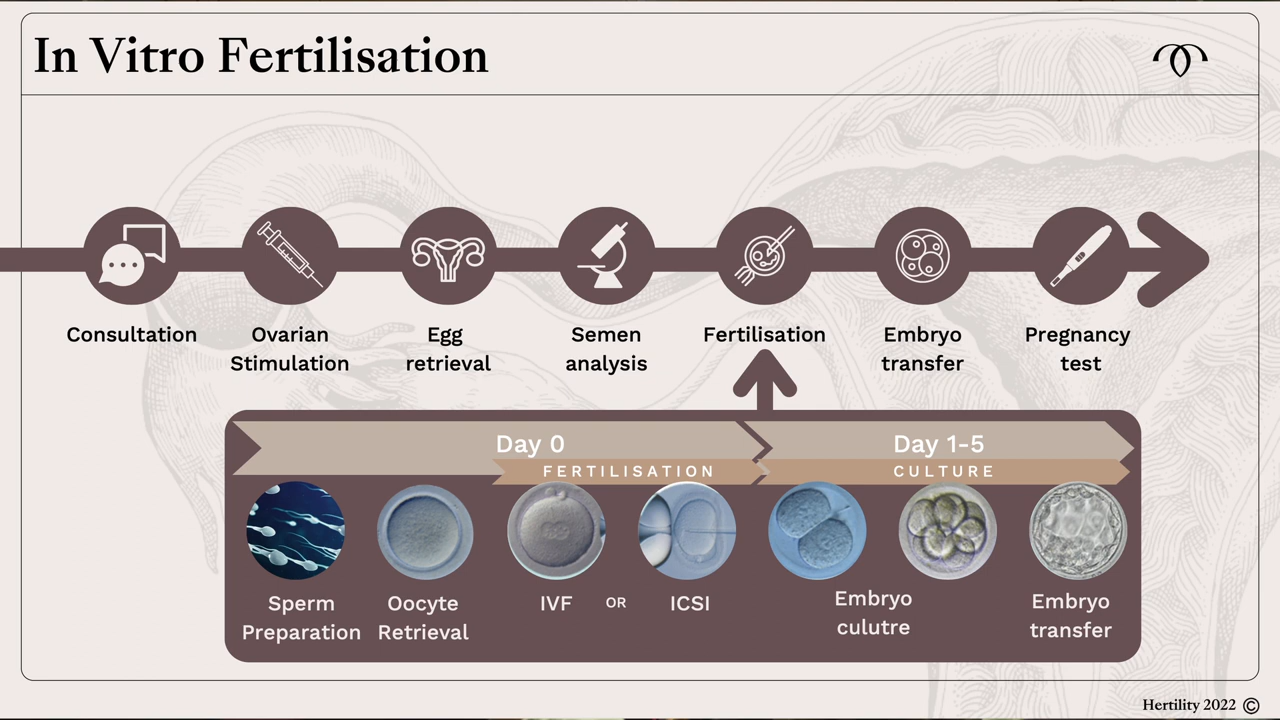 In Vitro Fertilisation
Consultation
Ovarian
Stimulation
Egg
retrieval
Semen
analysis
Fertilisation
Embryo
transfer
Pregnancy
test
Day 0
FERTILISATION
Day 1-5
CULTURE
Sperm
Preparation
Oocyte
Retrieval
IVF
OR
ICSI
Embryo
culutre
Embryo
transfer
Hertility 2022 ©